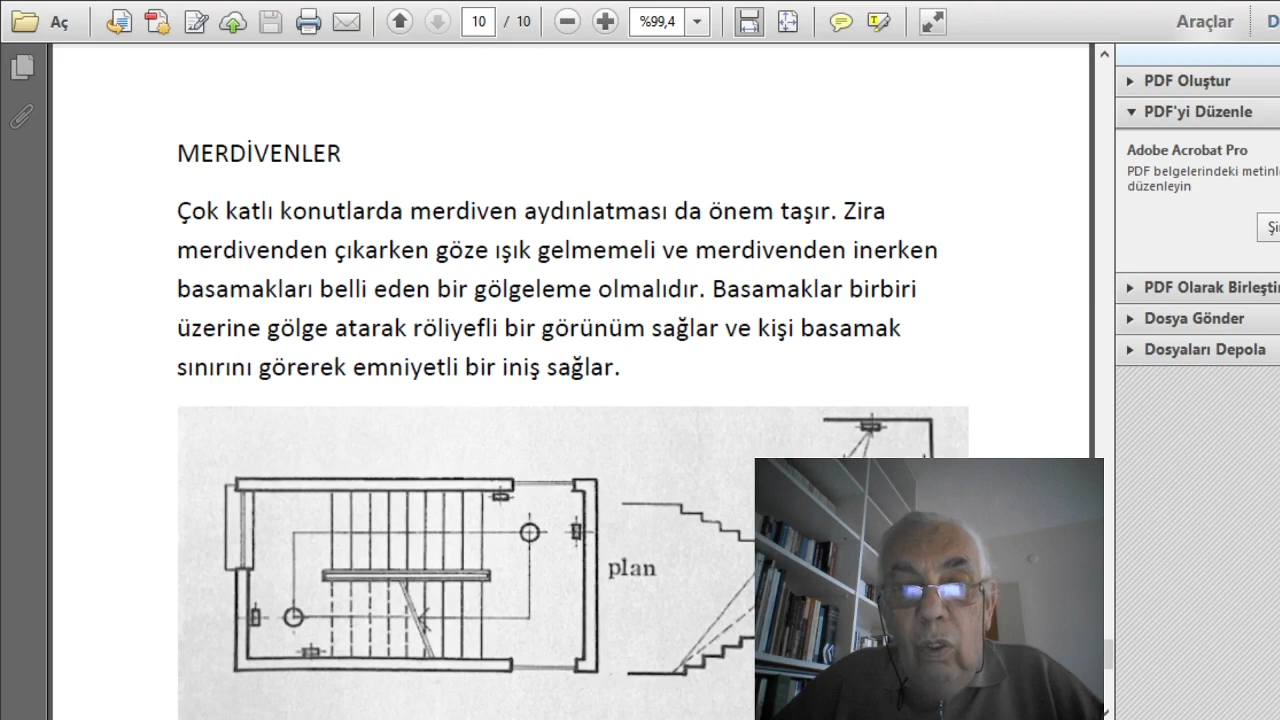 Aç
10 / 10
%99,4
Araçlar
PDF Oluştur
PDF'yi Düzenle
Adobe Acrobat Pro
PDF belgelerindeki
düzenleyin
PDF Olarak
Dosya Gönder
Dosyaları Depola
MERDİVENLER
Çok katlı konutlarda merdiven aydınlatması da önem taşır. Zira
merdivenden çıkarken göze ışık gelmemeli ve merdivenden inerken
basamakları belli eden bir gölgeleme olmalıdır. Basamaklar birbiri
üzerine gölge atarak röliyefli bir görünüm sağlar ve kişi basamak
sınırını görerek emniyetli bir iniş sağlar.
plan